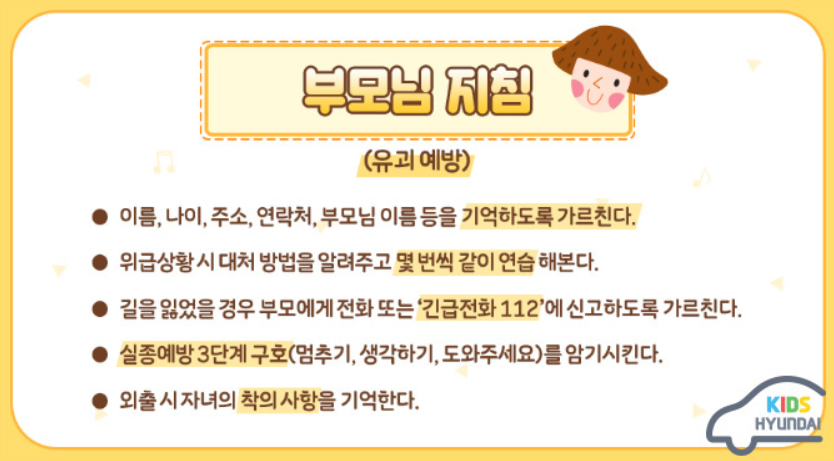 부모님 지침
(유괴 예방)
● 이름, 나이, 주소, 연락처, 부모님 이름 등을 기억하도록 가르친다.
● 위급상황 시 대처 방법을 알려주고 몇 번씩 같이 연습 해본다.
● 길을 잃었을 경우 부모에게 전화 또는 '긴급전화 112'에 신고하도록 가르친다.
● 실종예방 3단계 구호(멈추기, 생각하기, 도와주세요)를 암기시킨다.
● 외출 시 자녀의 착의 사항을 기억한다.
KIDS
HYUNDAI